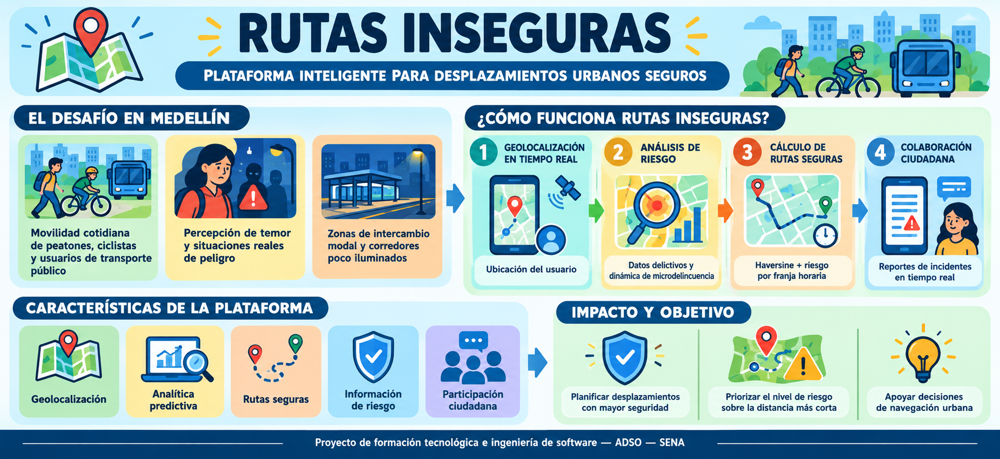 RUTAS INSEGURAS
PLATAFORMA INTELIGENTE PARA DESPLAZAMIENTOS URBANOS SEGUROS
EL DESAFÍO EN MEDELLÍN
Movilidad cotidiana
de peatones, ciclistas
y usuarios de transporte
público
Percepción de temor
y situaciones reales
de peligro
Zonas de intercambio
modal y corredores
poco iluminados
¿CÓMO FUNCIONA RUTAS INSEGURAS?
1
GEOLOCALIZACIÓN
EN TIEMPO REAL
Ubicación del usuario
2
ANÁLISIS DE
RIESGO
Datos delictivos y
dinámica de microdelincuencia
3
CÁLCULO DE
RUTAS SEGURAS
Haversine + riesgo
por franja horaria
4
COLABORACIÓN
CIUDADANA
Reportes de incidentes
en tiempo real
CARACTERÍSTICAS DE LA PLATAFORMA
Geolocalización
Analítica
predictiva
Rutas seguras
Información
de riesgo
Participación
ciudadana
IMPACTO Y OBJETIVO
Planificar desplazamientos
con mayor seguridad
Priorizar el nivel de riesgo
sobre la distancia más corta
Apoyar decisiones
de navegación urbana
Proyecto de formación tecnológica e ingeniería de software — ADSO — SENA